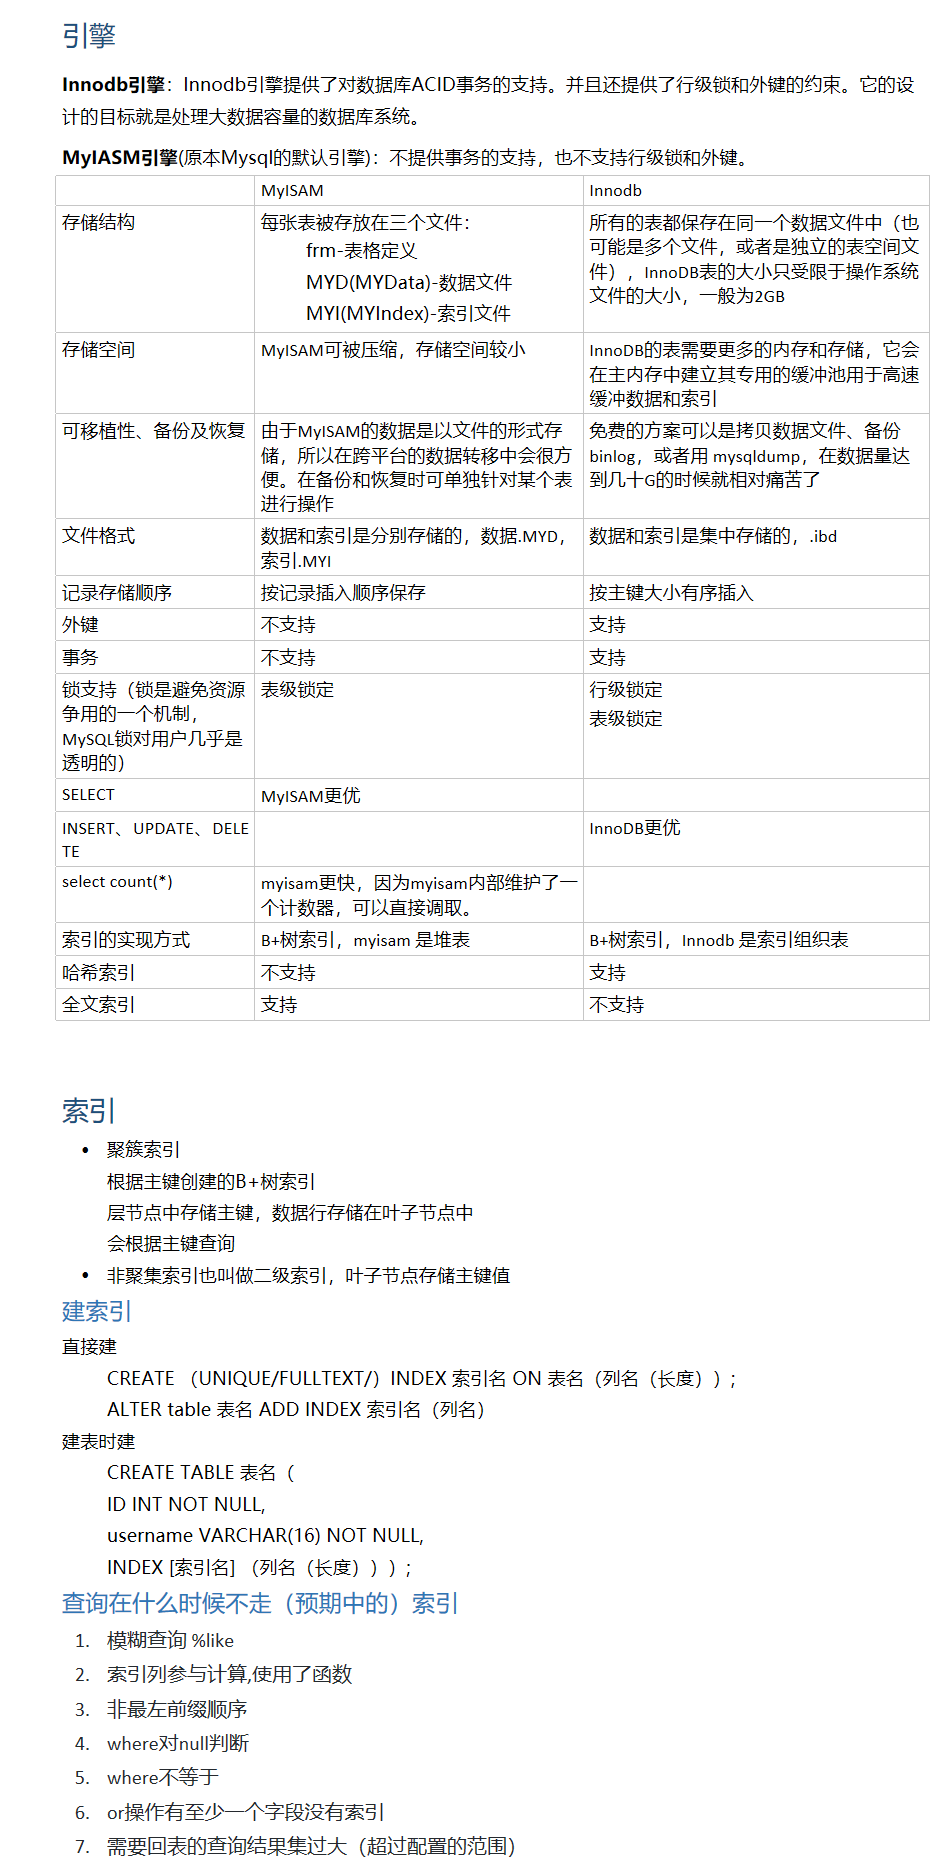 引擎
Innodb引擎：Innodb引擎提供了对数据库ACID事务的支持。并且还提供了行级锁和外键的约束。它的设
计的目标就是处理大数据容量的数据库系统。
MyIASM引擎(原本Mysql的默认引擎)：不提供事务的支持，也不支持行级锁和外键。
MyISAM Innodb
存储结构
每张表被存放在三个文件：
frm-表格定义
MYD(MYData)-数据文件
MYI(MYIndex)-索引文件
所有的表都保存在同一个数据文件中（也
可能是多个文件，或者是独立的表空间文
件），InnoDB表的大小只受限于操作系统
文件的大小，一般为2GB
存储空间
MyISAM可被压缩，存储空间较小
InnoDB的表需要更多的内存和存储，它会
在主内存中建立其专用的缓冲池用于高速
缓冲数据和索引
可移植性、备份及恢复
由于MyISAM的数据是以文件的形式存
储，所以在跨平台的数据转移中会很方
便。在备份和恢复时可单独针对某个表
进行操作
免费的方案可以是拷贝数据文件、备份
binlog，或者用 mysqldump，在数据量达
到几十G的时候就相对痛苦了
文件格式
数据和索引是分别存储的，数据.MYD，
索引.MYI
数据和索引是集中存储的，.ibd
记录存储顺序 按记录插入顺序保存 按主键大小有序插入
外键 不支持 支持
事务 不支持 支持
锁支持（锁是避免资源
争用的一个机制，
MySQL锁对用户几乎是
透明的）
表级锁定
行级锁定
表级锁定
SELECT MyISAM更优
INSERT、UPDATE、DELE
TE
InnoDB更优
select count(*)
myisam更快，因为myisam内部维护了一
个计数器，可以直接调取。
索引的实现方式 B+树索引，myisam 是堆表 B+树索引，Innodb 是索引组织表
哈希索引 不支持 支持
全文索引 支持 不支持
索引
• 聚簇索引
根据主键创建的B+树索引
层节点中存储主键，数据行存储在叶子节点中
会根据主键查询
• 非聚集索引也叫做二级索引，叶子节点存储主键值
建索引
直接建
CREATE （UNIQUE/FULLTEXT/）INDEX 索引名 ON 表名（列名（长度））;
ALTER table 表名 ADD INDEX 索引名（列名）
建表时建
CREATE TABLE 表名（
ID INT NOT NULL,
username VARCHAR(16) NOT NULL,
INDEX [索引名] （列名（长度）））;
查询在什么时候不走（预期中的）索引
1. 模糊查询 %like
2. 索引列参与计算,使用了函数
3. 非最左前缀顺序
4. where对null判断
5. where不等于
6. or操作有至少一个字段没有索引
7. 需要回表的查询结果集过大（超过配置的范围）